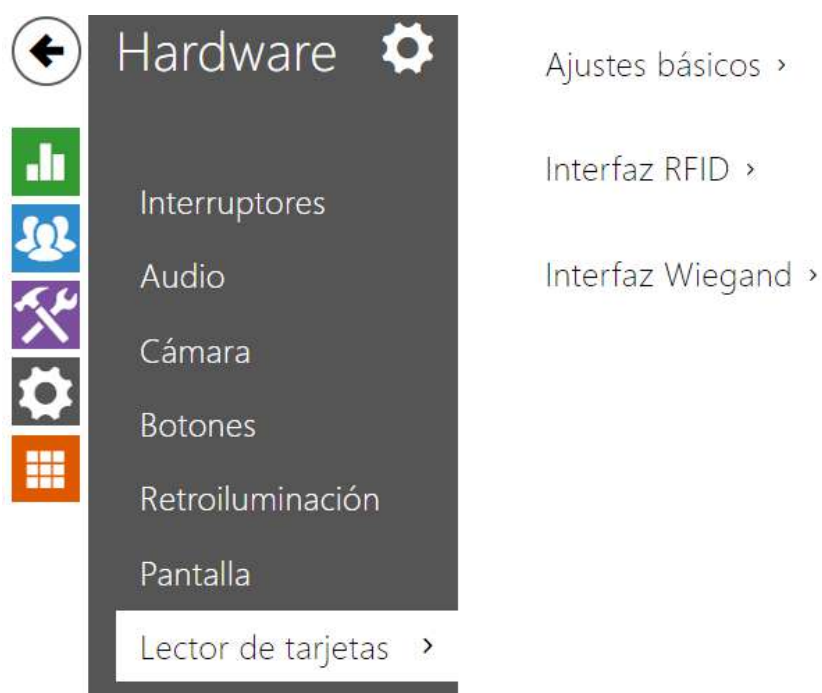 Hardware
Interruptores
Audio
Cámara
Botones
Retroiluminación
Pantalla
Lector de tarjetas ›
Ajustes básicos ›
Interfaz RFID ›
Interfaz Wiegand ›